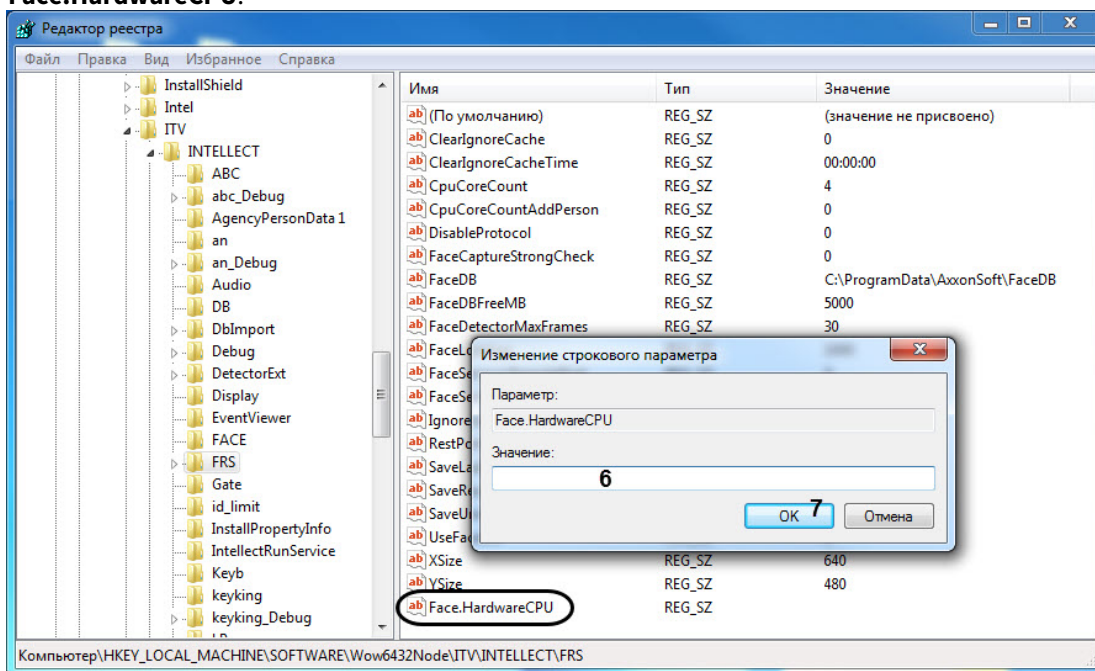 Face.HardwareCPU.
Редактор реестра
Файл Правка Вид Избранное Справка
InstallShield
Intel
ITV
INTELLECT
ABC
abc_Debug
AgencyPersonData 1
an
an_Debug
Audio
DB
DbImport
Debug
DetectorExt
Display
EventViewer
FACE
FRS
Gate
id_limit
InstallPropertyInfo
IntellectRunService
Keyb
keyking
keyking_Debug
Имя Тип Значение
(По умолчанию) REG_SZ (значение не присвоено)
ClearIgnoreCache REG_SZ 0
ClearIgnoreCacheTime REG_SZ 00:00:00
CpuCoreCount REG_SZ 4
CpuCoreCountAddPerson REG_SZ 0
DisableProtocol REG_SZ 0
FaceCaptureStrongCheck REG_SZ 0
FaceDB REG_SZ C:\ProgramData\AxxonSoft\FaceDB
FaceDBFreeMB REG_SZ 5000
FaceDetectorMaxFrames REG_SZ 30
XSize REG_SZ 640
YSize REG_SZ 480
Face.HardwareCPU REG_SZ
Изменение строкового параметра
Параметр:
Face.HardwareCPU
Значение:
6
OK 7 Отмена
Компьютер\HKEY_LOCAL_MACHINE\SOFTWARE\Wow6432Node\ITV\INTELLECT\FRS